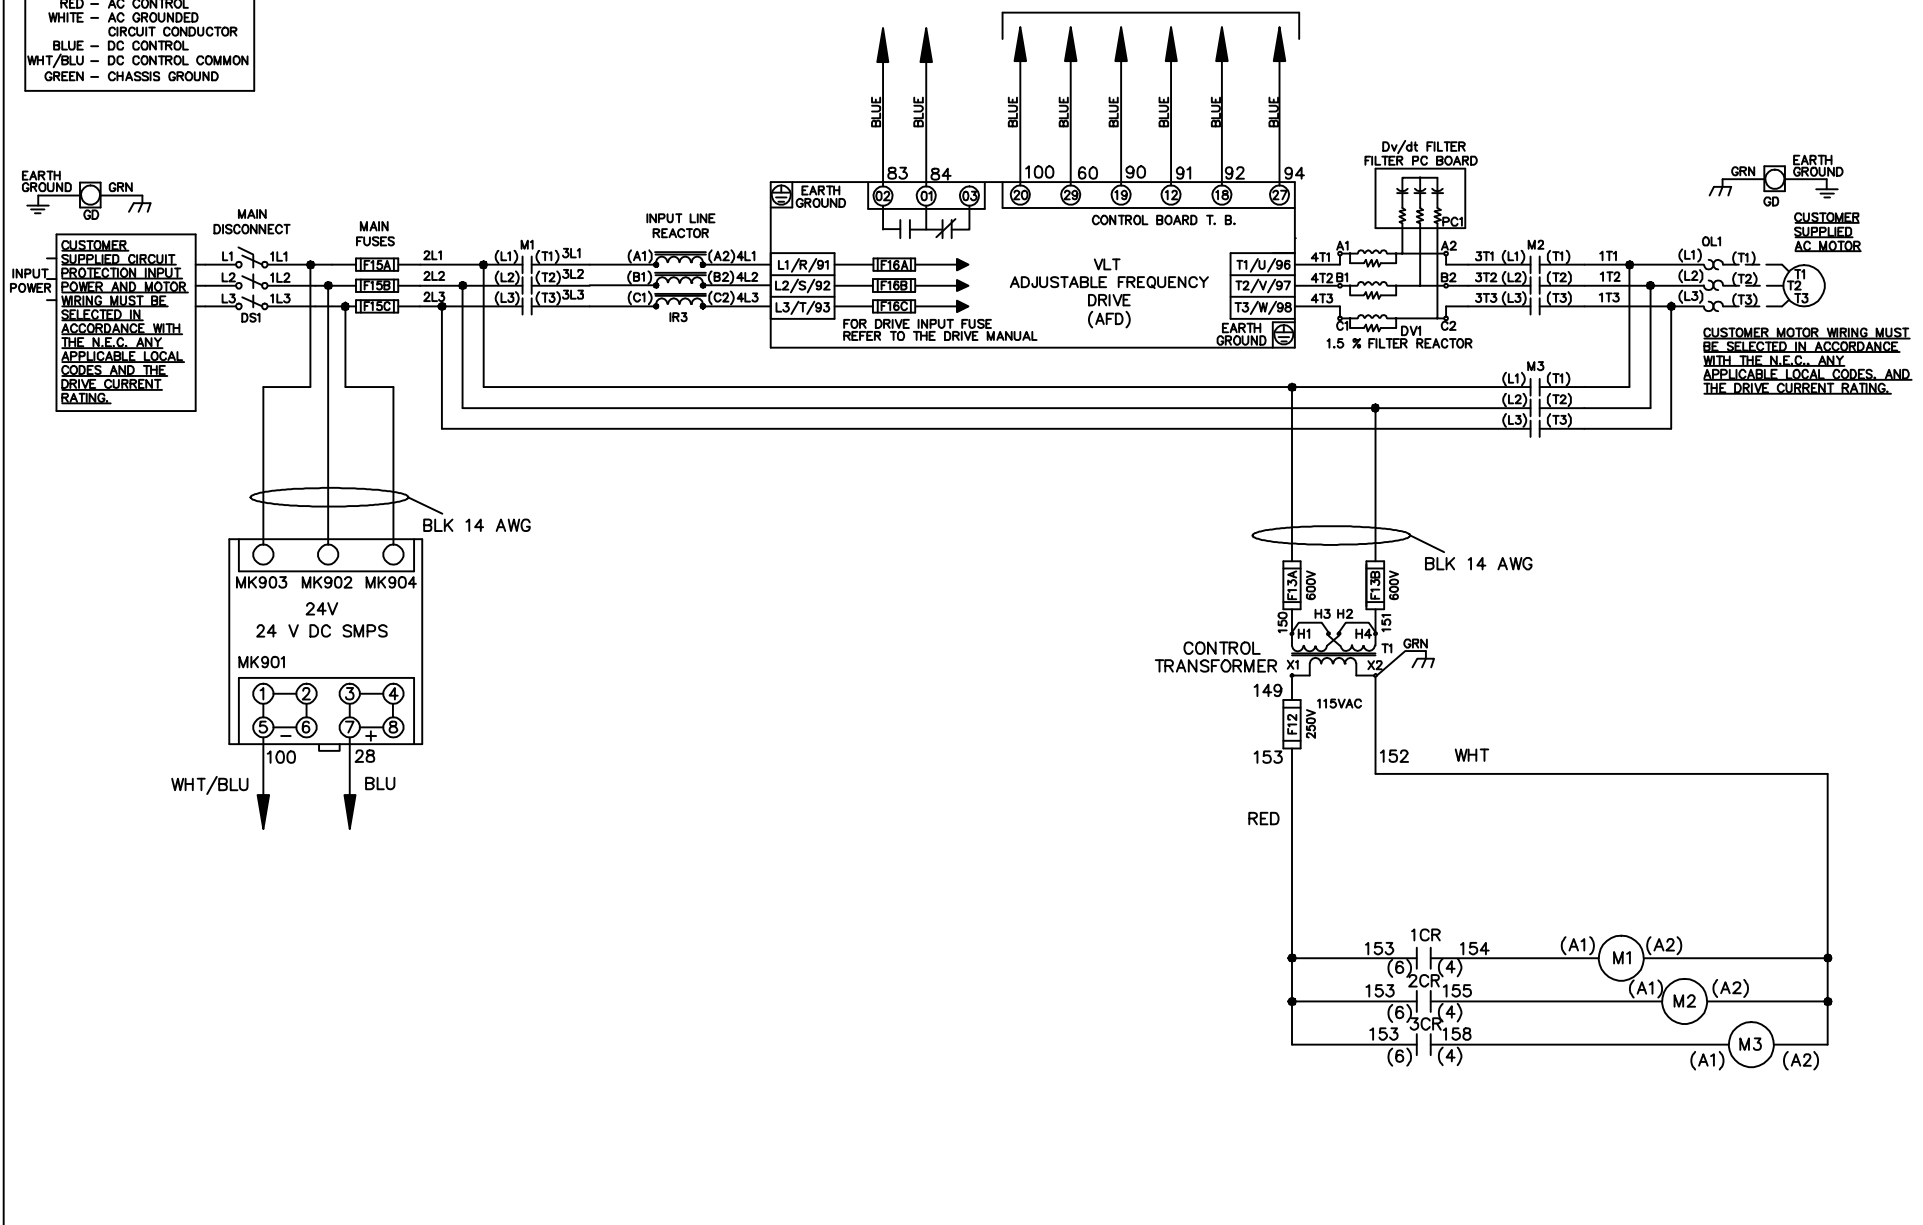 RED – AC CONTROL
WHITE – AC GROUNDED
CIRCUIT CONDUCTOR
BLUE – DC CONTROL
WHT/BLU – DC CONTROL COMMON
GREEN – CHASSIS GROUND
BLUE
BLUE
BLUE
BLUE
BLUE
BLUE
BLUE
BLUE
EARTH
GROUND
GRN
GD
INPUT
POWER
CUSTOMER
SUPPLIED CIRCUIT
PROTECTION INPUT
POWER AND MOTOR
WIRING MUST BE
SELECTED IN
ACCORDANCE WITH
THE N.E.C. ANY
APPLICABLE LOCAL
CODES AND THE
DRIVE CURRENT
RATING.
MAIN
DISCONNECT
L1 1L1
L2 1L2
L3 1L3
DS1
MAIN
FUSES
F15A
F15B
F15C
2L1
2L2
2L3
M1
(L1) (T1) 3L1
(L2) (T2) 3L2
(L3) (T3) 3L3
INPUT LINE
REACTOR
(A1) (A2) 4L1
(B1) (B2) 4L2
(C1) (C2) 4L3
IR3
83 84
EARTH
GROUND
02 01 03
100 60 90 91 92 94
20 29 19 12 18 27
CONTROL BOARD T. B.
L1/R/91
L2/S/92
L3/T/93
F16A
F16B
F16C
FOR DRIVE INPUT FUSE
REFER TO THE DRIVE MANUAL
VLT
ADJUSTABLE FREQUENCY
DRIVE
(AFD)
T1/U/96
T2/V/97
T3/W/98
EARTH
GROUND
Dv/dt FILTER
FILTER PC BOARD
PC1
4T1 A1 A2
4T2 B1 B2
4T3
C1 C2
DV1
1.5 % FILTER REACTOR
M2
3T1 (L1) (T1) 1T1
3T2 (L2) (T2) 1T2
3T3 (L3) (T3) 1T3
OL1
(L1) (T1)
(L2) (T2)
(L3) (T3)
T1
T2
T3
GRN
GD
EARTH
GROUND
CUSTOMER
SUPPLIED
AC MOTOR
CUSTOMER MOTOR WIRING MUST
BE SELECTED IN ACCORDANCE
WITH THE N.E.C., ANY
APPLICABLE LOCAL CODES, AND
THE DRIVE CURRENT RATING.
M3
(L1) (T1)
(L2) (T2)
(L3) (T3)
BLK 14 AWG
MK903 MK902 MK904
24V
24 V DC SMPS
MK901
1 2 3 4
5 6 7 8
– +
100 28
WHT/BLU BLU
BLK 14 AWG
F13A
600V
F13B
600V
150
151
H3 H2
H1 H4
T1
GRN
CONTROL
TRANSFORMER
X1 X2
149
115VAC
F12
250V
153
152
WHT
RED
1CR
153 154
(6) (4)
(A1) M1 (A2)
2CR
153 155
(6) (4)
(A1) M2 (A2)
3CR
153 158
(6) (4)
(A1) M3 (A2)